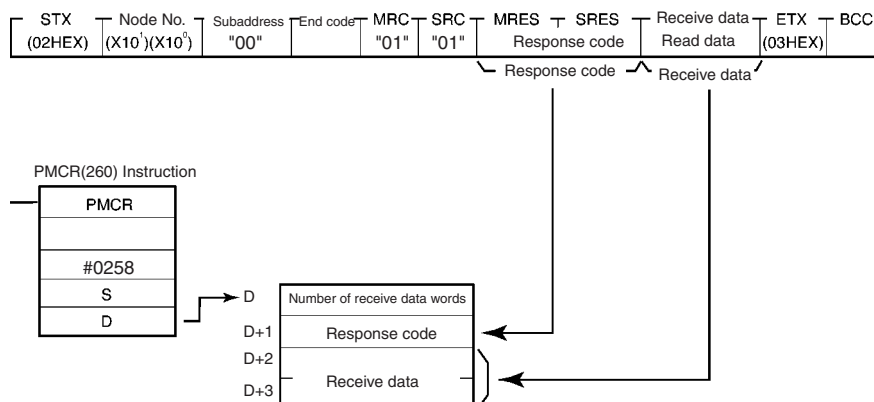 STX Node No. Subaddress End code MRC SRC MRES SRES Receive data ETX BCC
(02HEX) (X10¹)(X10⁰) "00" "01" "01" Response code Read data (03HEX)
Response code Receive data
PMCR(260) Instruction
PMCR
#0258
S
D
D Number of receive data words
D+1 Response code
D+2
Receive data
D+3